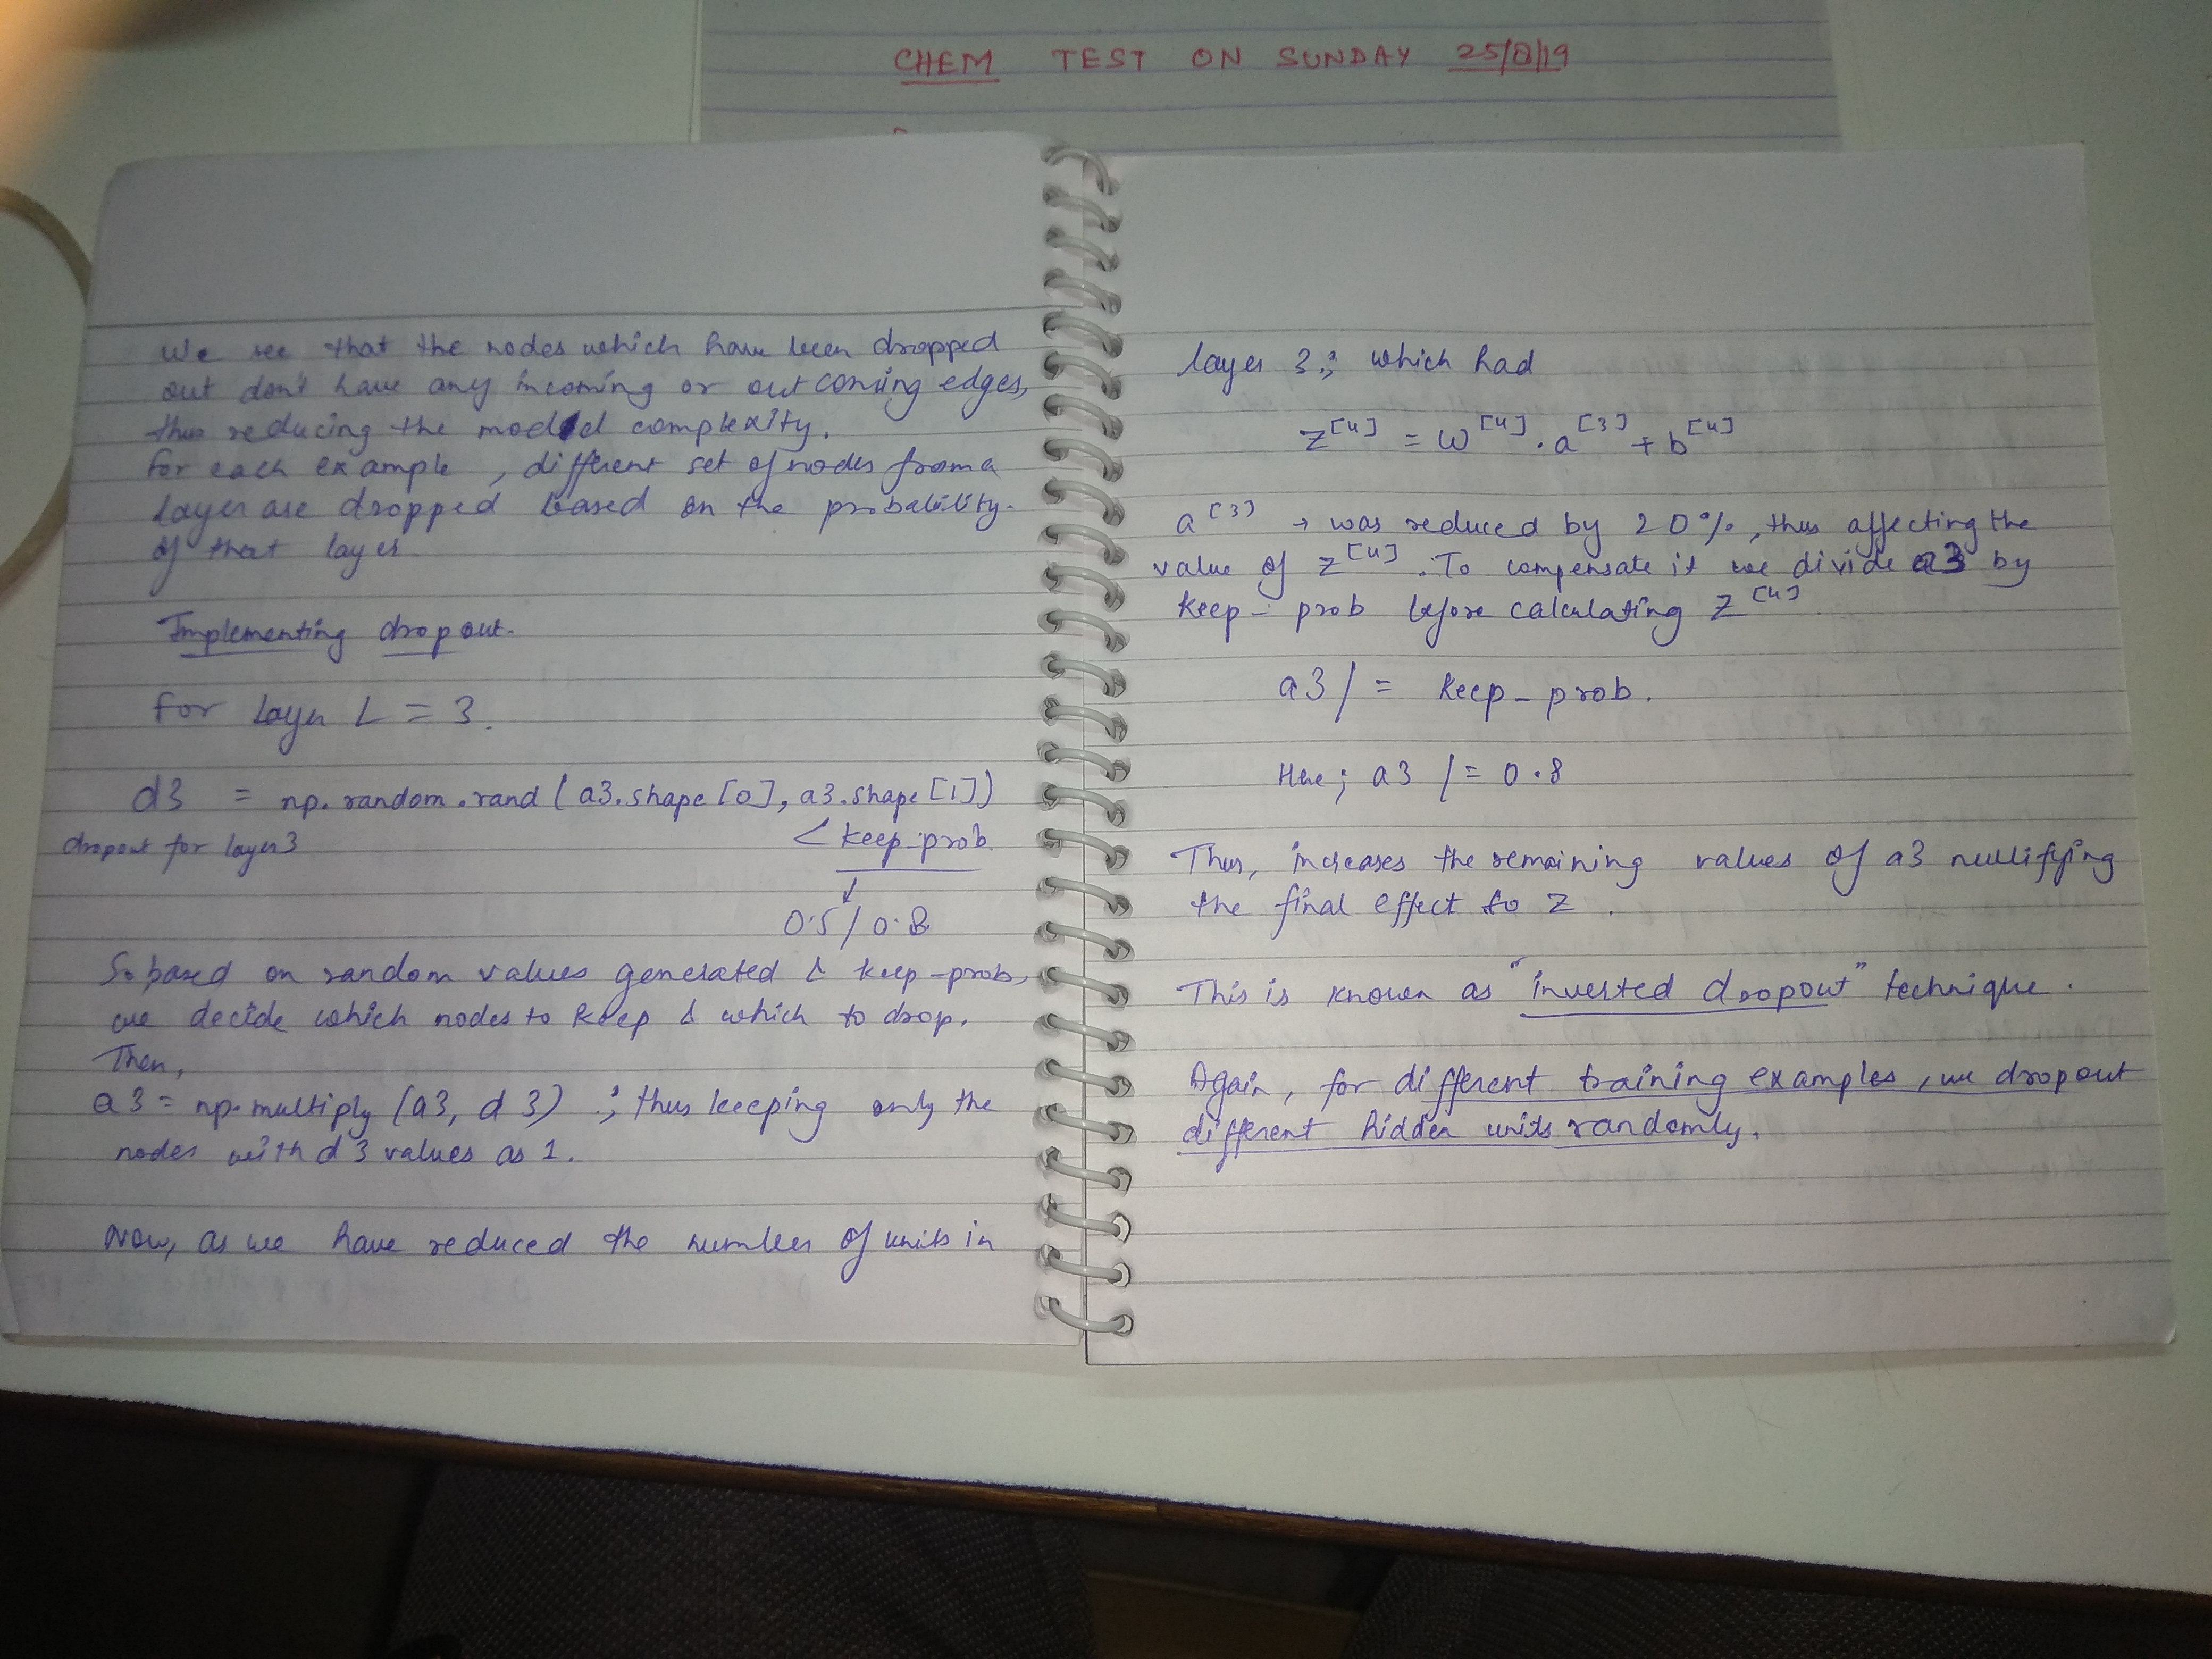 CHEM TEST ON SUNDAY 25/8/19
We see that the nodes which have been dropped
out don't have any incoming or outcoming edges,
thus reducing the model complexity.
for each example, different set of nodes from a
layer are dropped based on the probability.
of that layer.
Implementing dropout.
For Layer L = 3.
d3 = np.random.rand(a3.shape[0], a3.shape[1])
< keep-prob
dropout for layer3
↓
0.5/0.8
So based on random values generated & keep-prob,
we decide which nodes to keep & which to drop.
Then,
a3 = np.multiply (a3, d3) ; thus keeping only the
nodes with d3 values as 1.
Now, as we have reduced the number of units in
layer 3; which had
z[4] = w[4] . a[3] + b[4]
a[3] → was reduced by 20%, thus affecting the
value of z[4]. To compensate it we divide a3 by
keep-prob before calculating z[4].
a3 /= keep_prob.
Here; a3 /= 0.8
Thus, increases the remaining values of a3 nullifying
the final effect to z.
This is known as "inverted dropout" technique.
Again, for different training examples, we dropout
different hidden units randomly.